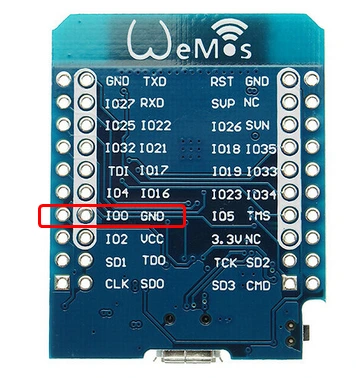 WeMos
GND TXD RST GND
IO27 RXD SVP NC
IO25 IO22 IO26 SVN
IO32 IO21 IO18 IO35
TDI IO17 IO19 IO33
IO4 IO16 IO23 IO34
IO0 GND IO5 TMS
IO2 VCC 3.3V NC
SD1 TDO TCK SD2
CLK SD0 SD3 CMD